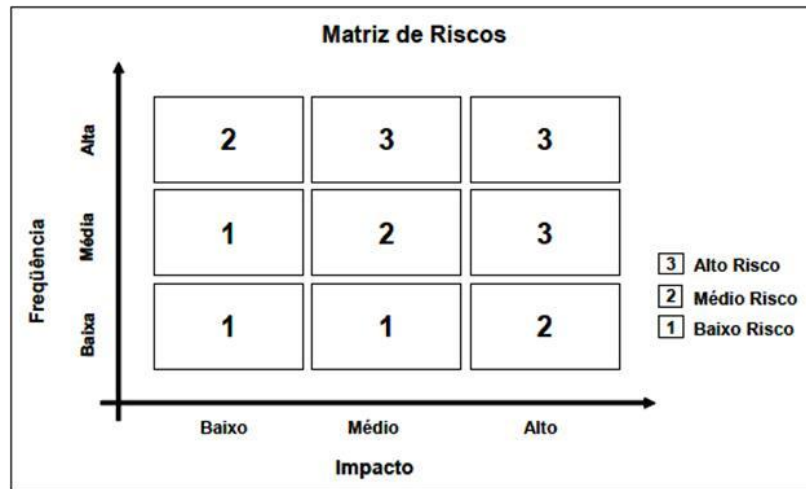 Matriz de Riscos
Freqüência
Alta
2 3 3
Média
1 2 3
Baixa
1 1 2
3 Alto Risco
2 Médio Risco
1 Baixo Risco
Baixo Médio Alto
Impacto